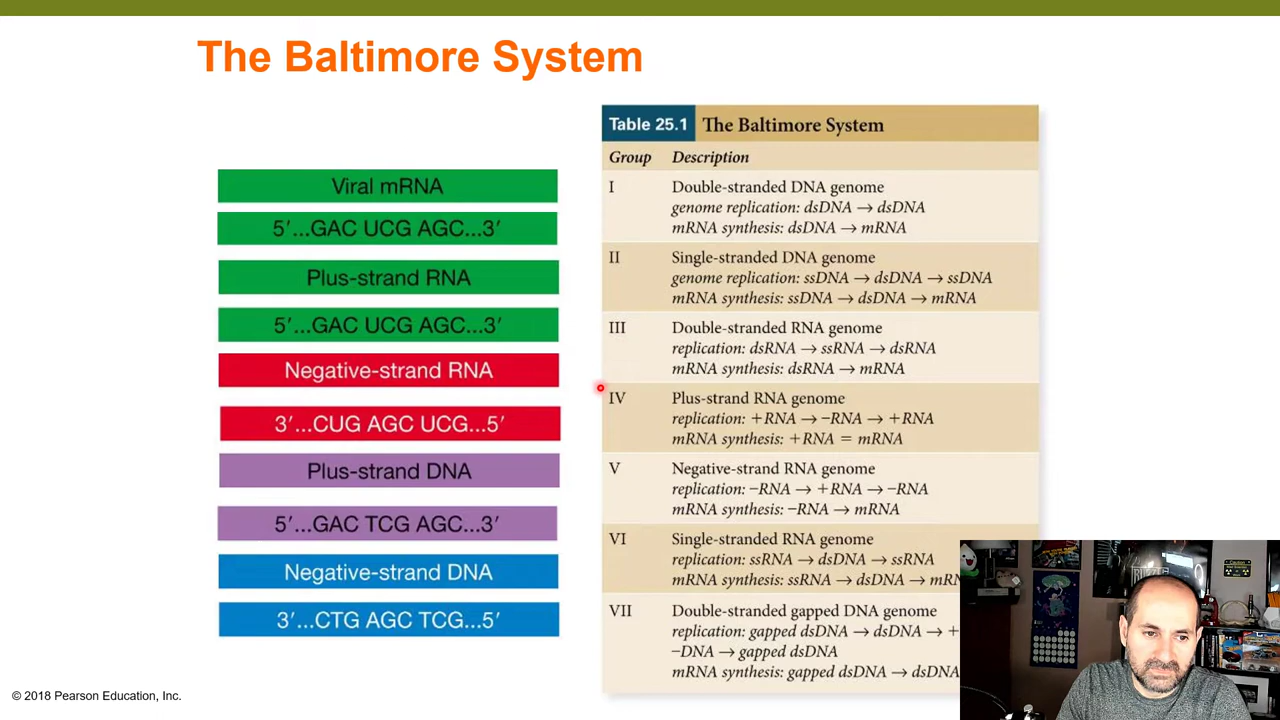 The Baltimore System
Viral mRNA
5′...GAC UCG AGC...3′
Plus-strand RNA
5′...GAC UCG AGC...3′
Negative-strand RNA
3′...CUG AGC UCG...5′
Plus-strand DNA
5′...GAC TCG AGC...3′
Negative-strand DNA
3′...CTG AGC TCG...5′
Table 25.1 The Baltimore System
Group Description
I Double-stranded DNA genome
genome replication: dsDNA → dsDNA
mRNA synthesis: dsDNA → mRNA
II Single-stranded DNA genome
genome replication: ssDNA → dsDNA → ssDNA
mRNA synthesis: ssDNA → dsDNA → mRNA
III Double-stranded RNA genome
replication: dsRNA → ssRNA → dsRNA
mRNA synthesis: dsRNA → mRNA
IV Plus-strand RNA genome
replication: +RNA → −RNA → +RNA
mRNA synthesis: +RNA = mRNA
V Negative-strand RNA genome
replication: −RNA → +RNA → −RNA
mRNA synthesis: −RNA → mRNA
VI Single-stranded RNA genome
replication: ssRNA → dsDNA → ssRNA
mRNA synthesis: ssRNA → dsDNA →
VII Double-stranded gapped DNA genome
replication: gapped dsDNA → dsDNA → +
−DNA → gapped dsDNA
mRNA synthesis: gapped dsDNA → dsDNA
© 2018 Pearson Education, Inc.